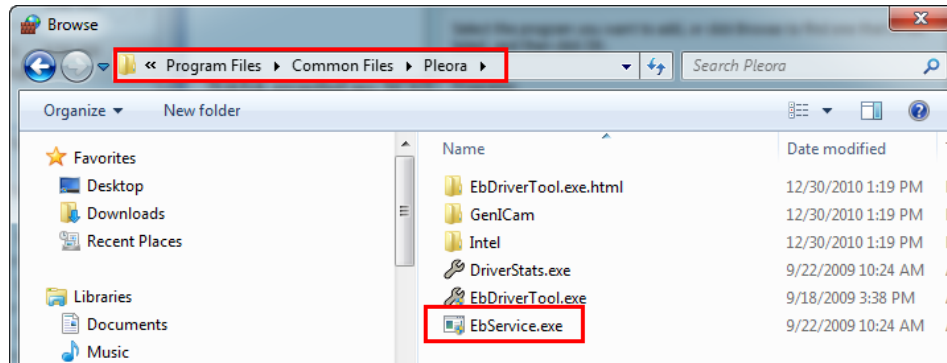 Browse
« Program Files ▸ Common Files ▸ Pleora ▸
Search Pleora
Organize ▾ New folder
Name Date modified
Favorites
Desktop
Downloads
Recent Places
Libraries
Documents
Music
EbDriverTool.exe.html 12/30/2010 1:19 PM
GenICam 12/30/2010 1:19 PM
Intel 12/30/2010 1:19 PM
DriverStats.exe 9/22/2009 10:24 AM
EbDriverTool.exe 9/18/2009 3:38 PM
EbService.exe 9/22/2009 10:24 AM